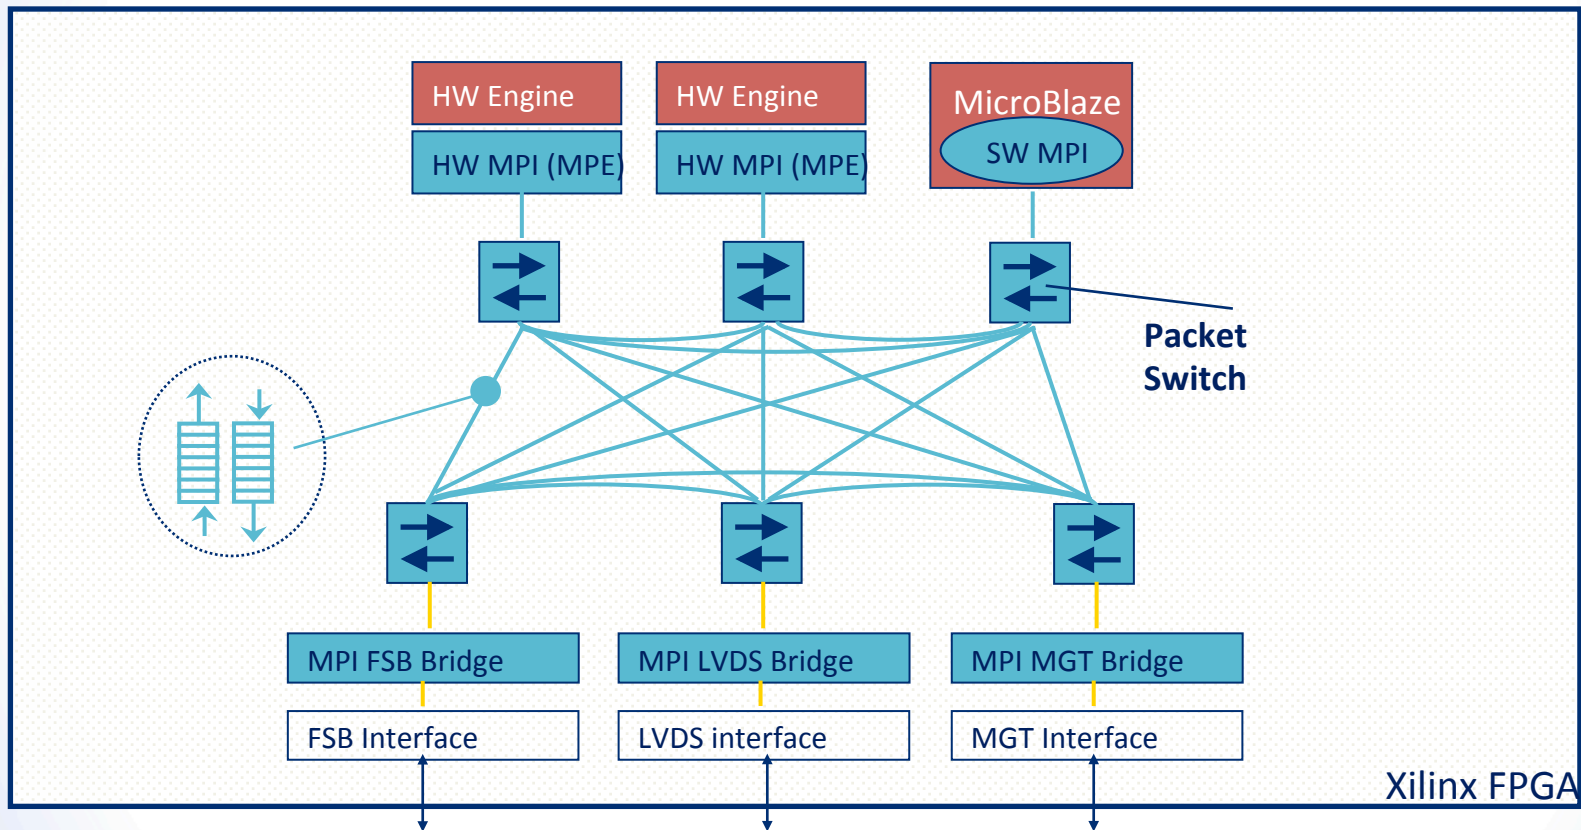 HW Engine
HW Engine
MicroBlaze
HW MPI (MPE)
HW MPI (MPE)
SW MPI
Packet
Switch
MPI FSB Bridge
MPI LVDS Bridge
MPI MGT Bridge
FSB Interface
LVDS interface
MGT Interface
Xilinx FPGA